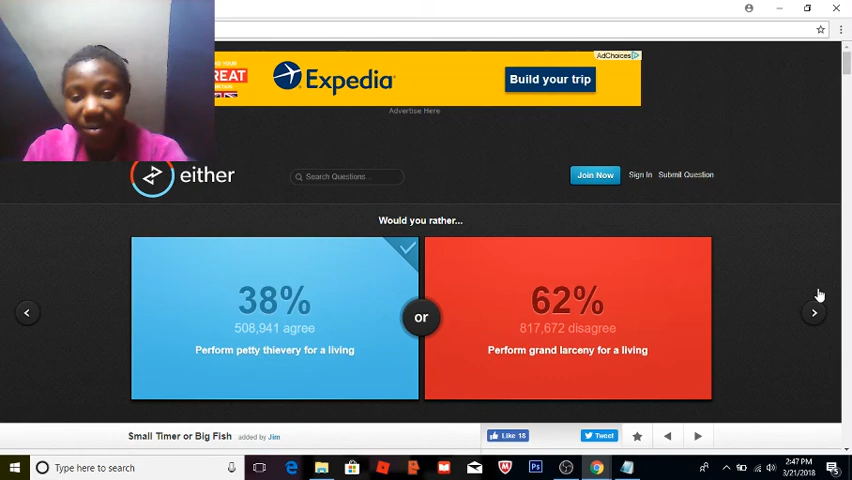 REAT
Expedia
Build your trip
AdChoices
Advertise Here
either
Search Questions...
Join Now
Sign In
Submit Question
Would you rather...
38%
508,941 agree
Perform petty thievery for a living
or
62%
817,672 disagree
Perform grand larceny for a living
Small Timer or Big Fish
added by Jim
Like 18
Tweet
Type here to search
Ps
2:47 PM
3/21/2018
5